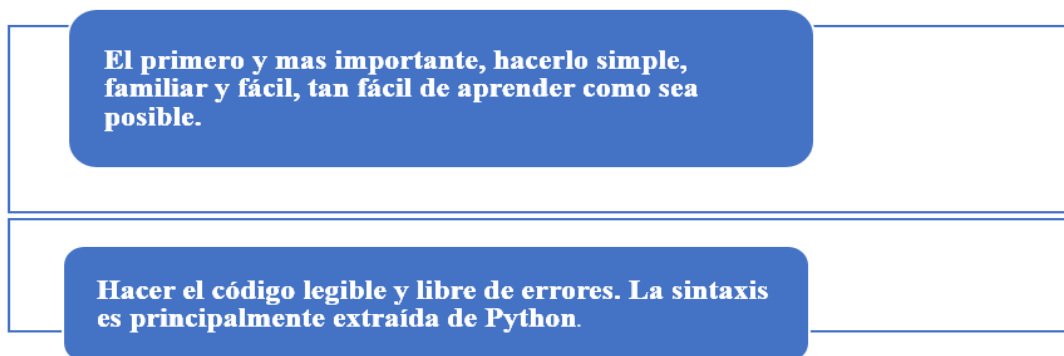 El primero y mas importante, hacerlo simple,
familiar y fácil, tan fácil de aprender como sea
posible.
Hacer el código legible y libre de errores. La sintaxis
es principalmente extraída de Python.